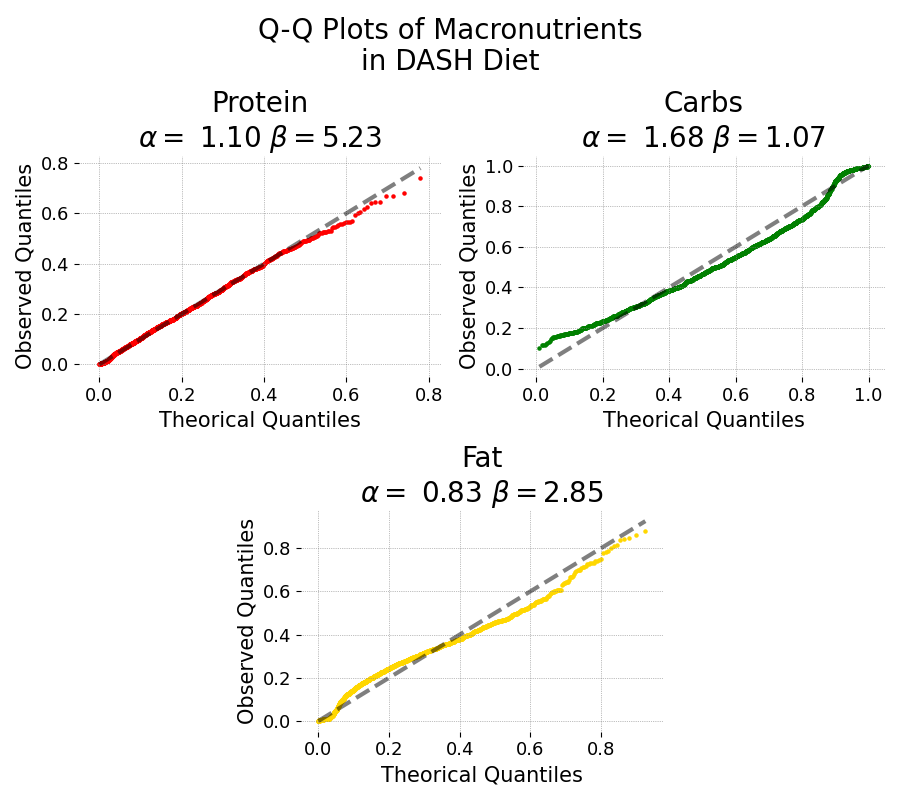 Q-Q Plots of Macronutrients
in DASH Diet
Protein
α = 1.10 β = 5.23
Observed Quantiles
0.8
0.6
0.4
0.2
0.0
0.0 0.2 0.4 0.6 0.8
Theorical Quantiles
Carbs
α = 1.68 β = 1.07
Observed Quantiles
1.0
0.8
0.6
0.4
0.2
0.0
0.0 0.2 0.4 0.6 0.8 1.0
Theorical Quantiles
Fat
α = 0.83 β = 2.85
Observed Quantiles
0.8
0.6
0.4
0.2
0.0
0.0 0.2 0.4 0.6 0.8
Theorical Quantiles